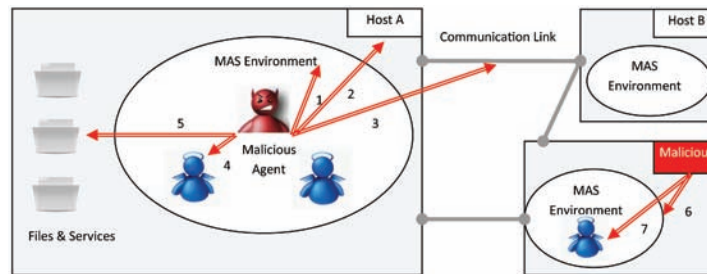 Host A
Communication Link
Host B
MAS Environment
MAS
Environment
1
2
3
5
4
Malicious
Agent
Malicious
MAS
Environment
6
7
Files & Services